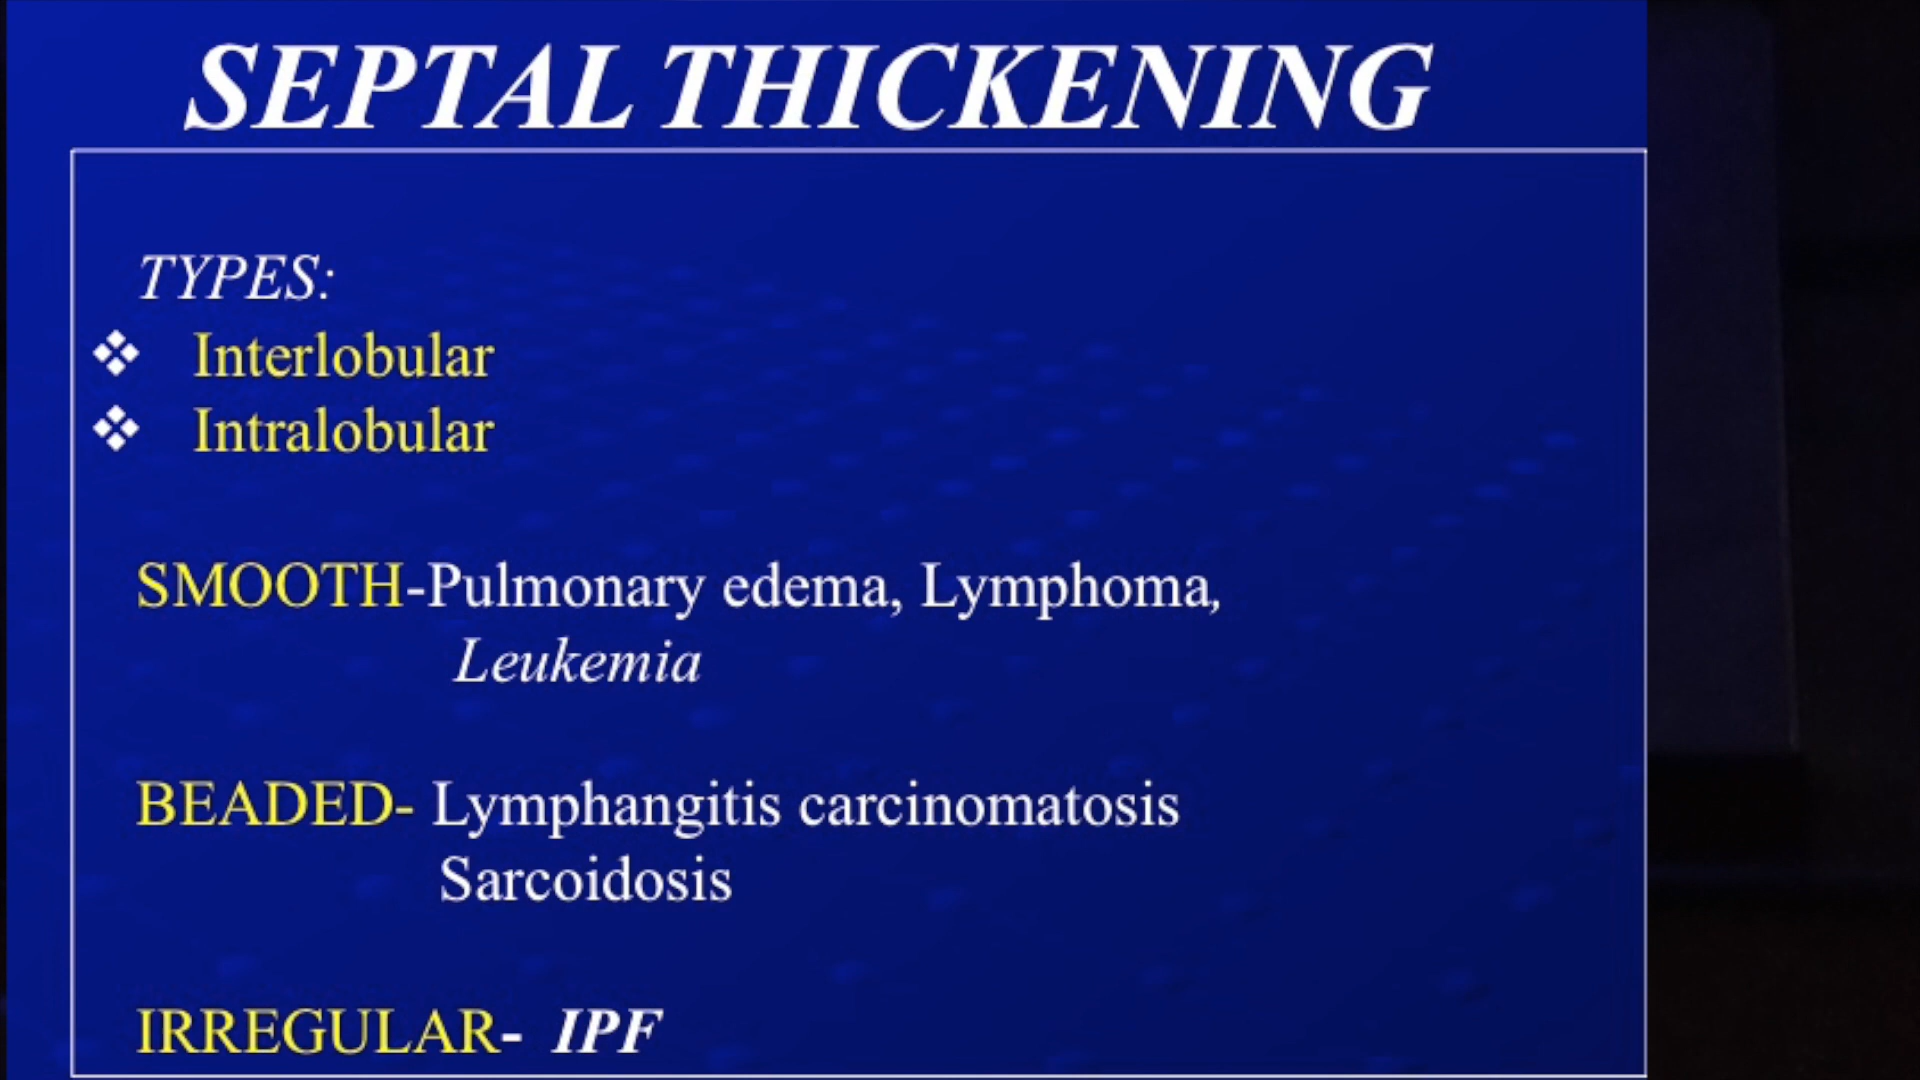 SEPTAL THICKENING
TYPES:
Interlobular
Intralobular
SMOOTH-Pulmonary edema, Lymphoma,
Leukemia
BEADED- Lymphangitis carcinomatosis
Sarcoidosis
IRREGULAR- IPF